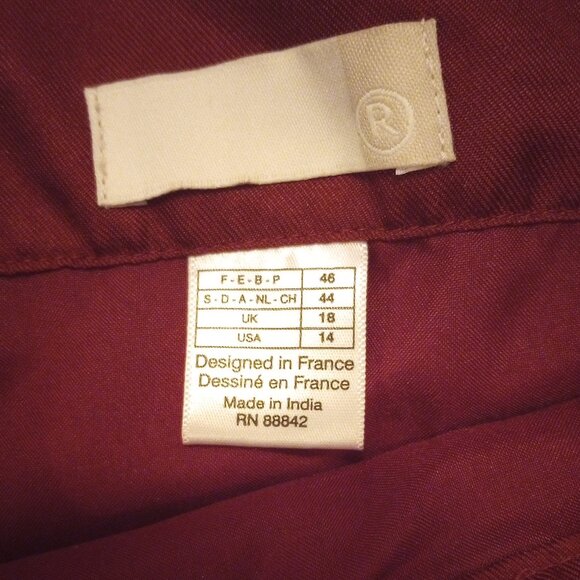 R
F - E - B - P 46
S - D - A - NL - CH 44
UK 18
USA 14
Designed in France
Dessiné en France
Made in India
RN 88842